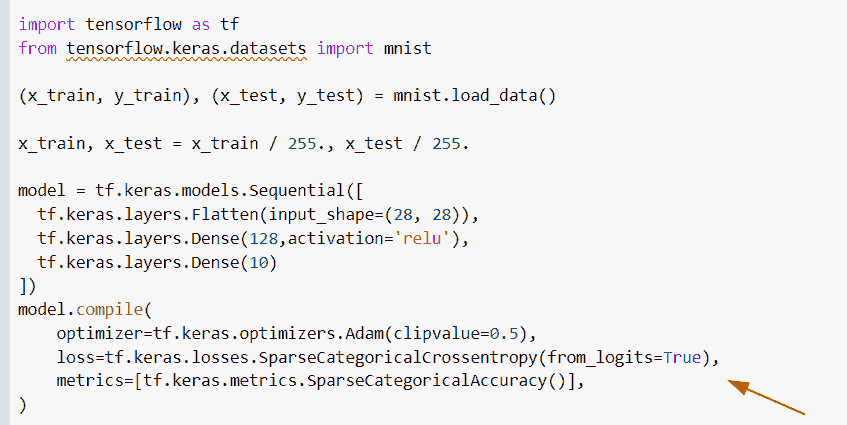 import tensorflow as tf
from tensorflow.keras.datasets import mnist
(x_train, y_train), (x_test, y_test) = mnist.load_data()
x_train, x_test = x_train / 255., x_test / 255.
model = tf.keras.models.Sequential([
  tf.keras.layers.Flatten(input_shape=(28, 28)),
  tf.keras.layers.Dense(128,activation='relu'),
  tf.keras.layers.Dense(10)
])
model.compile(
    optimizer=tf.keras.optimizers.Adam(clipvalue=0.5),
    loss=tf.keras.losses.SparseCategoricalCrossentropy(from_logits=True),
    metrics=[tf.keras.metrics.SparseCategoricalAccuracy()],
)